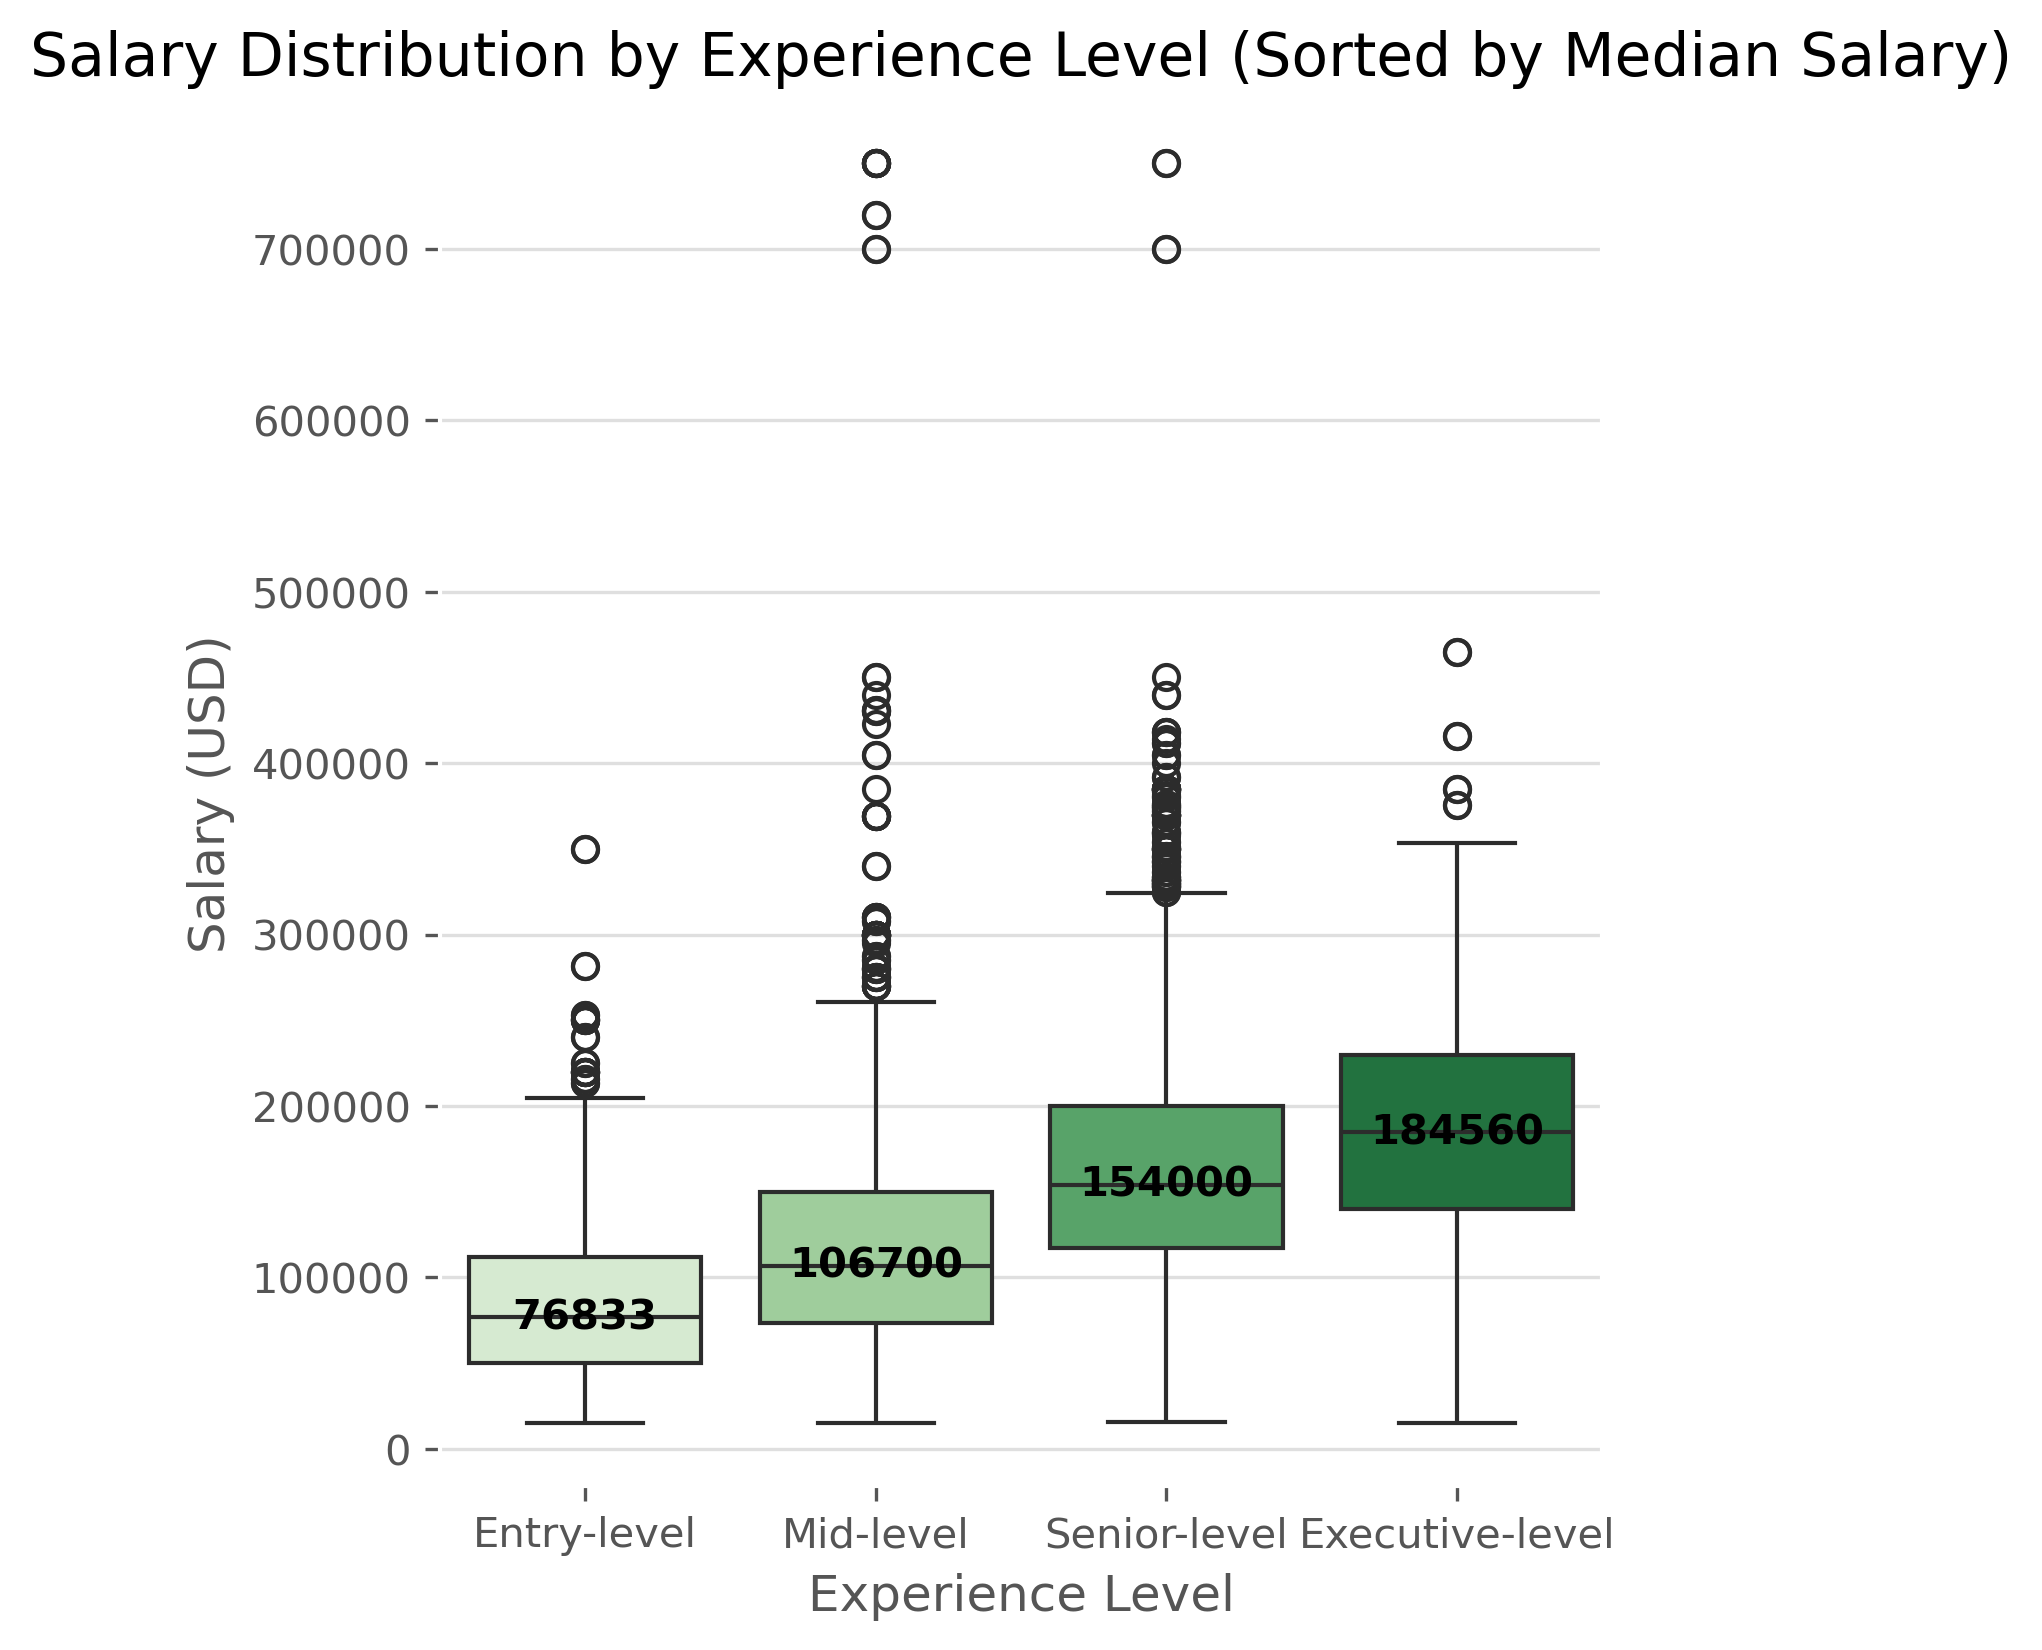 Salary Distribution by Experience Level (Sorted by Median Salary)
700000
600000
500000
400000
300000
200000
100000
0
Salary (USD)
184560
154000
106700
76833
Entry-level
Mid-level
Senior-level
Executive-level
Experience Level